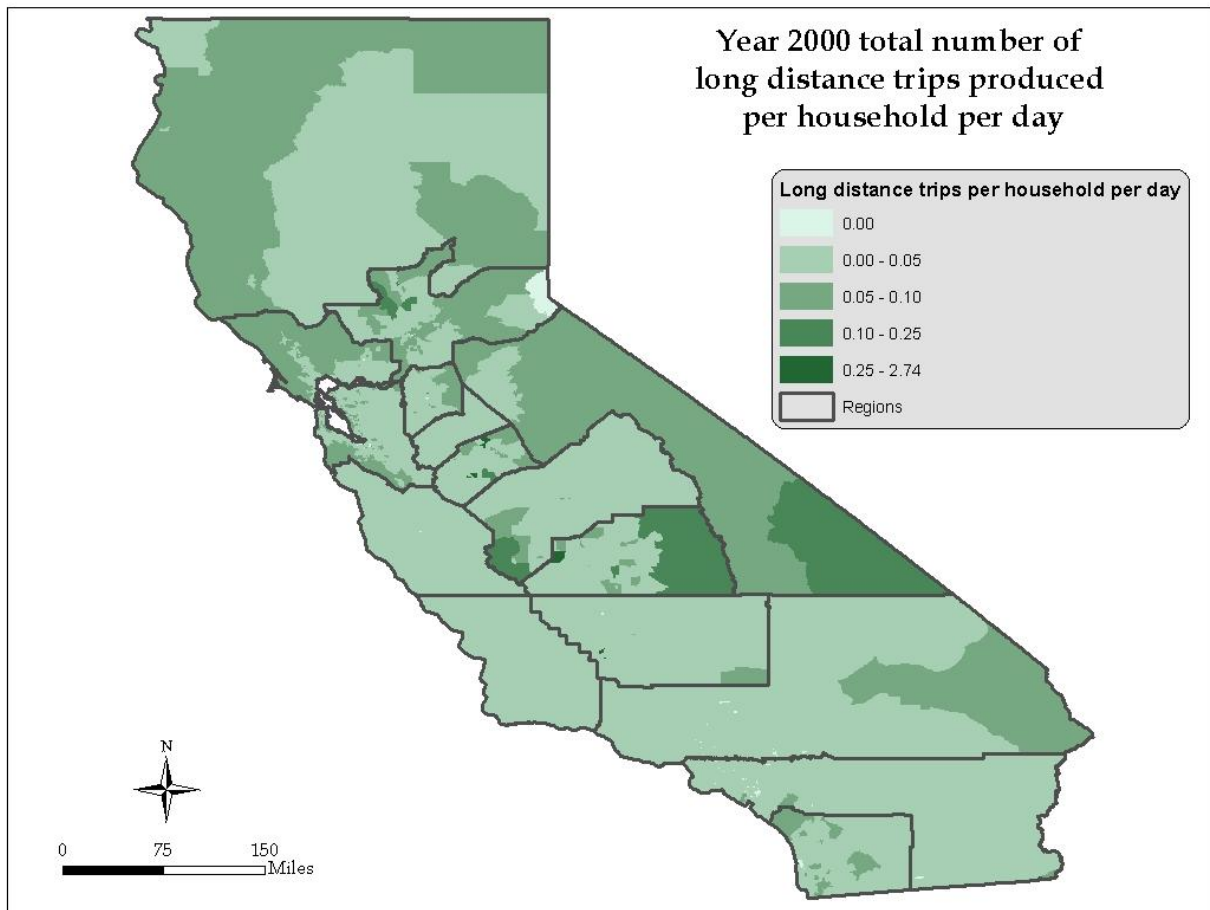 Year 2000 total number of
long distance trips produced
per household per day
Long distance trips per household per day
0.00
0.00 - 0.05
0.05 - 0.10
0.10 - 0.25
0.25 - 2.74
Regions
N
0 75 150
Miles